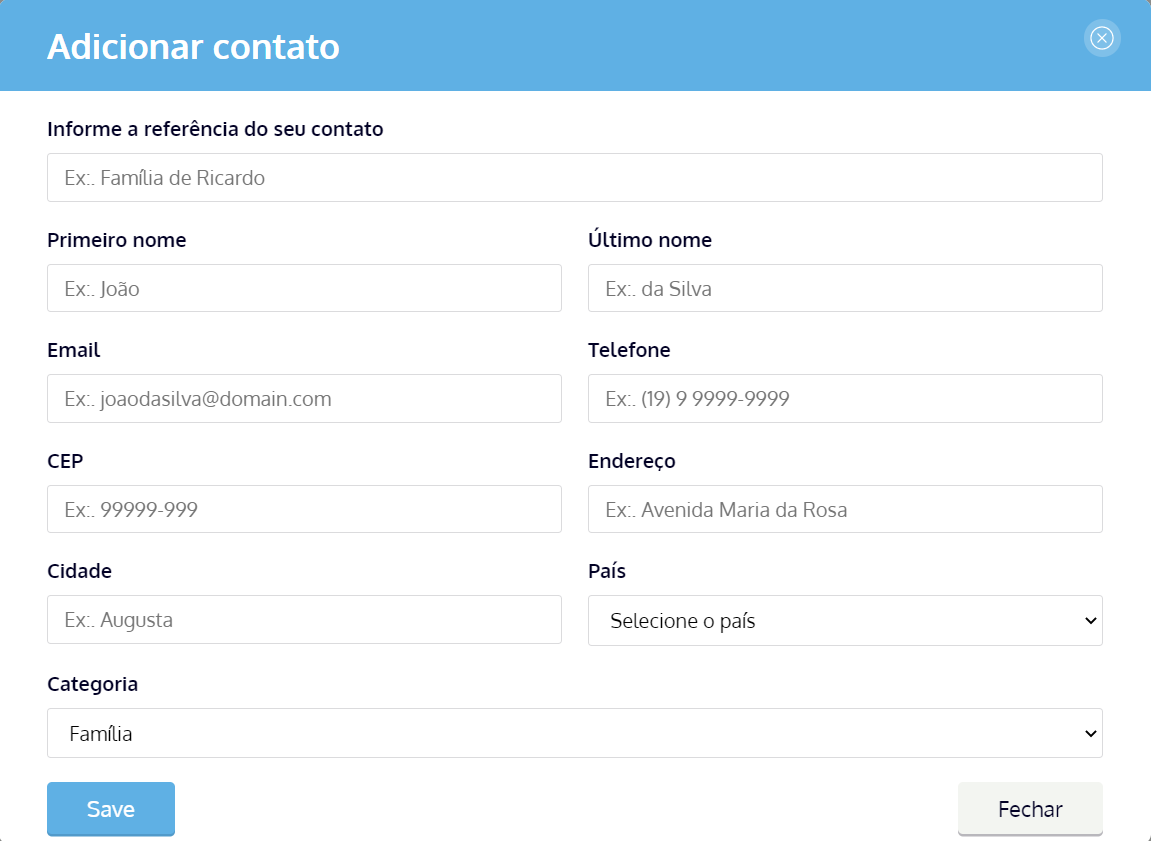 Adicionar contato
Informe a referência do seu contato
Ex:. Família de Ricardo
Primeiro nome
Último nome
Ex:. João
Ex:. da Silva
Email
Telefone
Ex:. joaodasilva@domain.com
Ex:. (19) 9 9999-9999
CEP
Endereço
Ex:. 99999-999
Ex:. Avenida Maria da Rosa
Cidade
País
Ex:. Augusta
Selecione o país
Categoria
Família
Save
Fechar